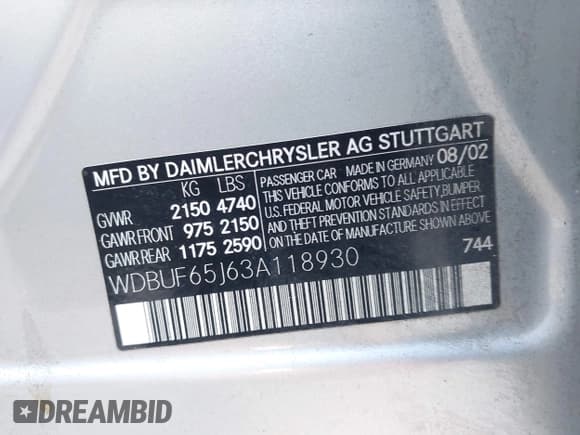 MFD BY DAIMLERCHRYSLER AG STUTTGART
KG LBS
GVWR 2150 4740
GAWR FRONT 975 2150
GAWR REAR 1175 2590
PASSENGER CAR MADE IN GERMANY 08/02
THIS VEHICLE CONFORMS TO ALL APPLICABLE
U.S. FEDERAL MOTOR VEHICLE SAFETY, BUMPER
AND THEFT PREVENTION STANDARDS IN EFFECT
ON THE DATE OF MANUFACTURE SHOWN ABOVE
744
WDBUF65J63A118930
DREAMBID